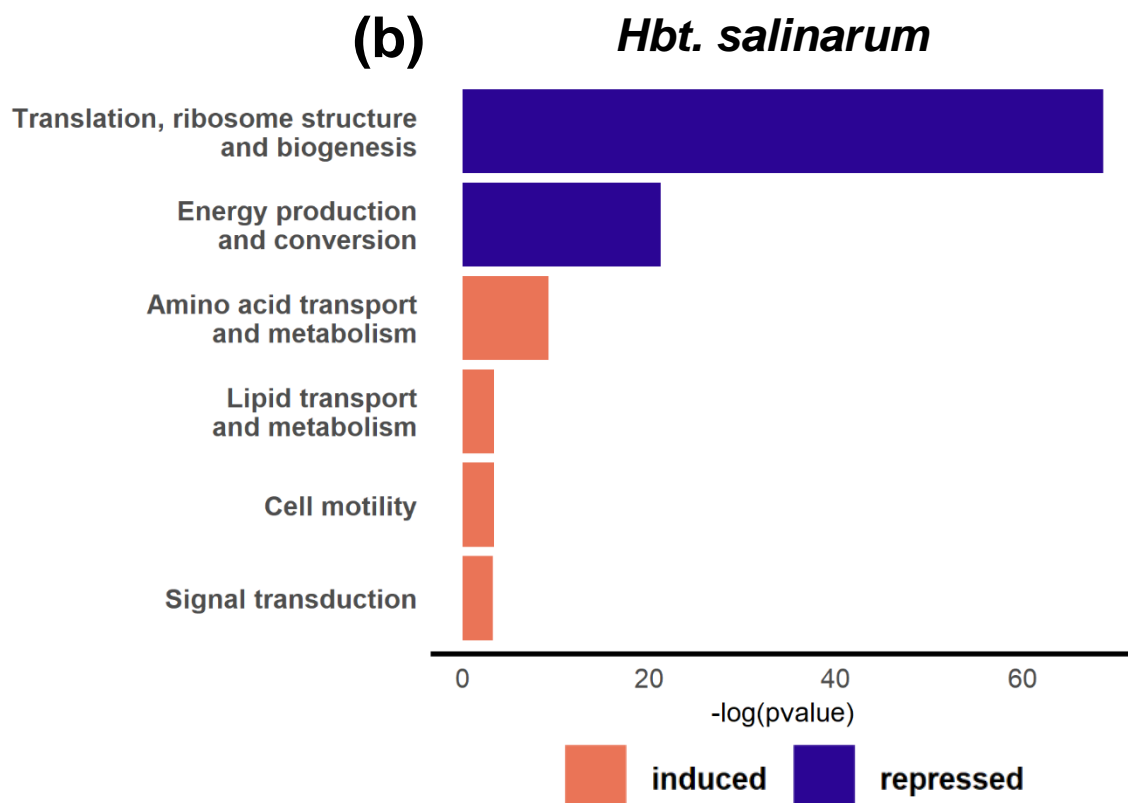 (b) Hbt. salinarum
Translation, ribosome structure
and biogenesis
Energy production
and conversion
Amino acid transport
and metabolism
Lipid transport
and metabolism
Cell motility
Signal transduction
0 20 40 60
-log(pvalue)
induced repressed